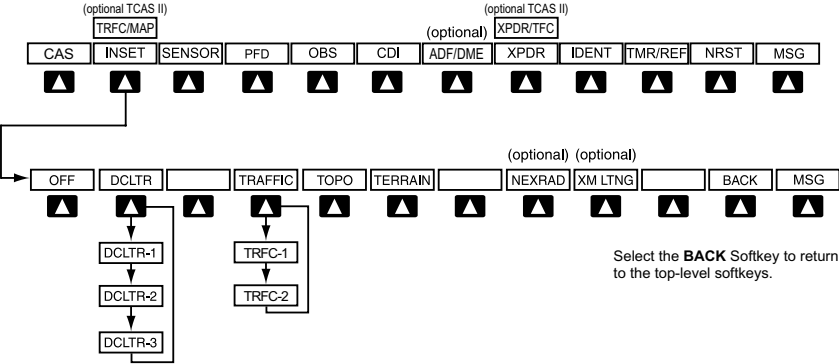 (optional TCAS II) (optional TCAS II)
TRFC/MAP (optional) XPDR/TFC
CAS INSET SENSOR PFD OBS CDI ADF/DME XPDR IDENT TMR/REF NRST MSG
(optional) (optional)
OFF DCLTR TRAFFIC TOPO TERRAIN NEXRAD XM LTNG BACK MSG
DCLTR-1 TRFC-1
DCLTR-2 TRFC-2
DCLTR-3
Select the BACK Softkey to return
to the top-level softkeys.